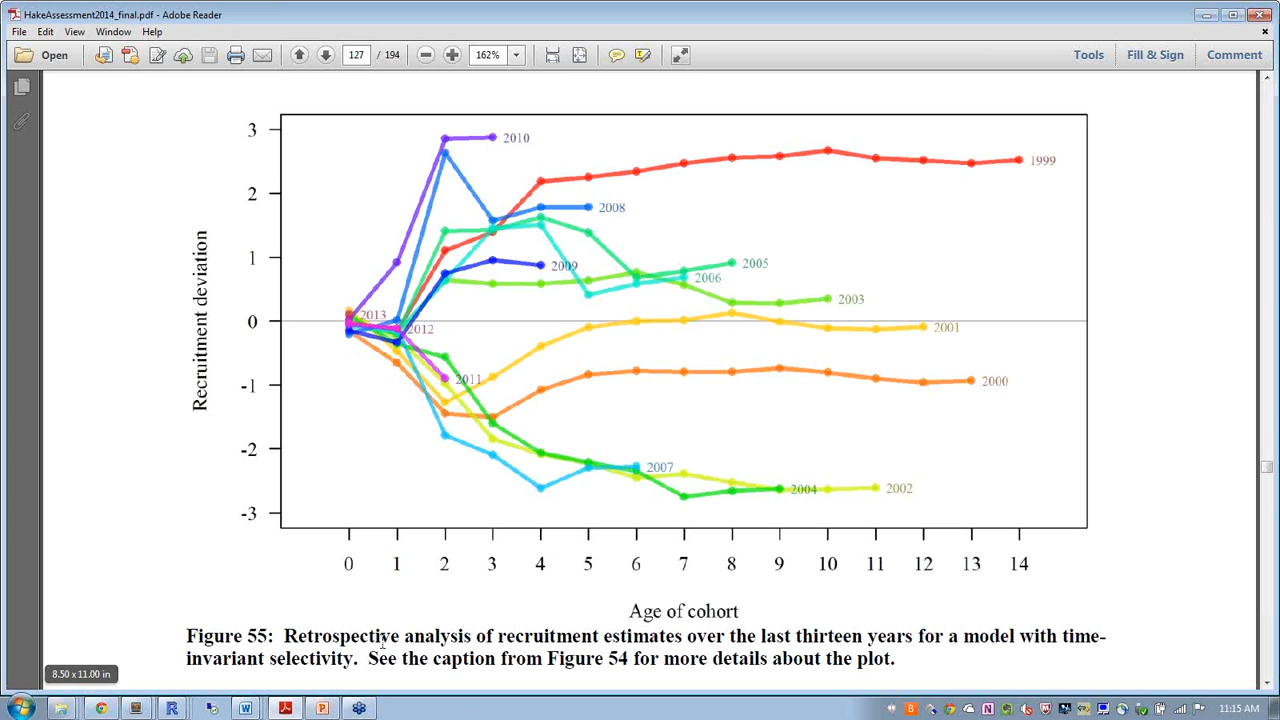 HakeAssessment2014_final.pdf - Adobe Reader
File Edit View Window Help
Open 127 / 194 162% Tools Fill & Sign Comment
3
2010
1999
2
2008
1
2009
2005
2006
2003
0
2013
2012
2001
-1
2011
2000
-2
2007
2004
2002
-3
Recruitment deviation
0 1 2 3 4 5 6 7 8 9 10 11 12 13 14
Age of cohort
Figure 55: Retrospective analysis of recruitment estimates over the last thirteen years for a model with time-
invariant selectivity. See the caption from Figure 54 for more details about the plot.
8.50 x 11.00 in
11:15 AM